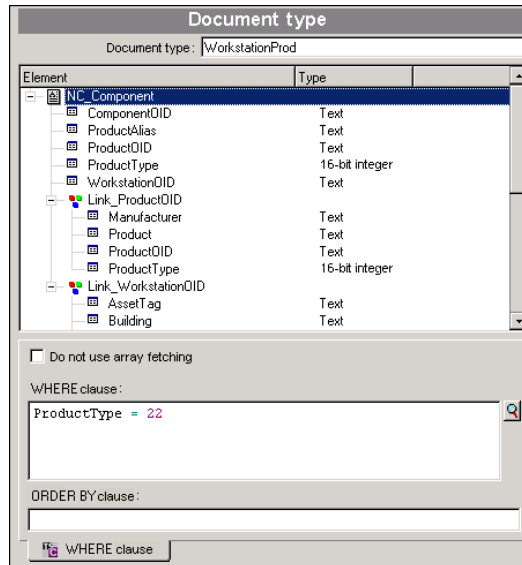 Document type
Document type: WorkstationProd
Element Type
NC_Component
ComponentOID Text
ProductAlias Text
ProductOID Text
ProductType 16-bit integer
WorkstationOID Text
Link_ProductOID
Manufacturer Text
Product Text
ProductOID Text
ProductType 16-bit integer
Link_WorkstationOID
AssetTag Text
Building Text
Do not use array fetching
WHERE clause:
ProductType = 22
ORDER BY clause:
WHERE clause